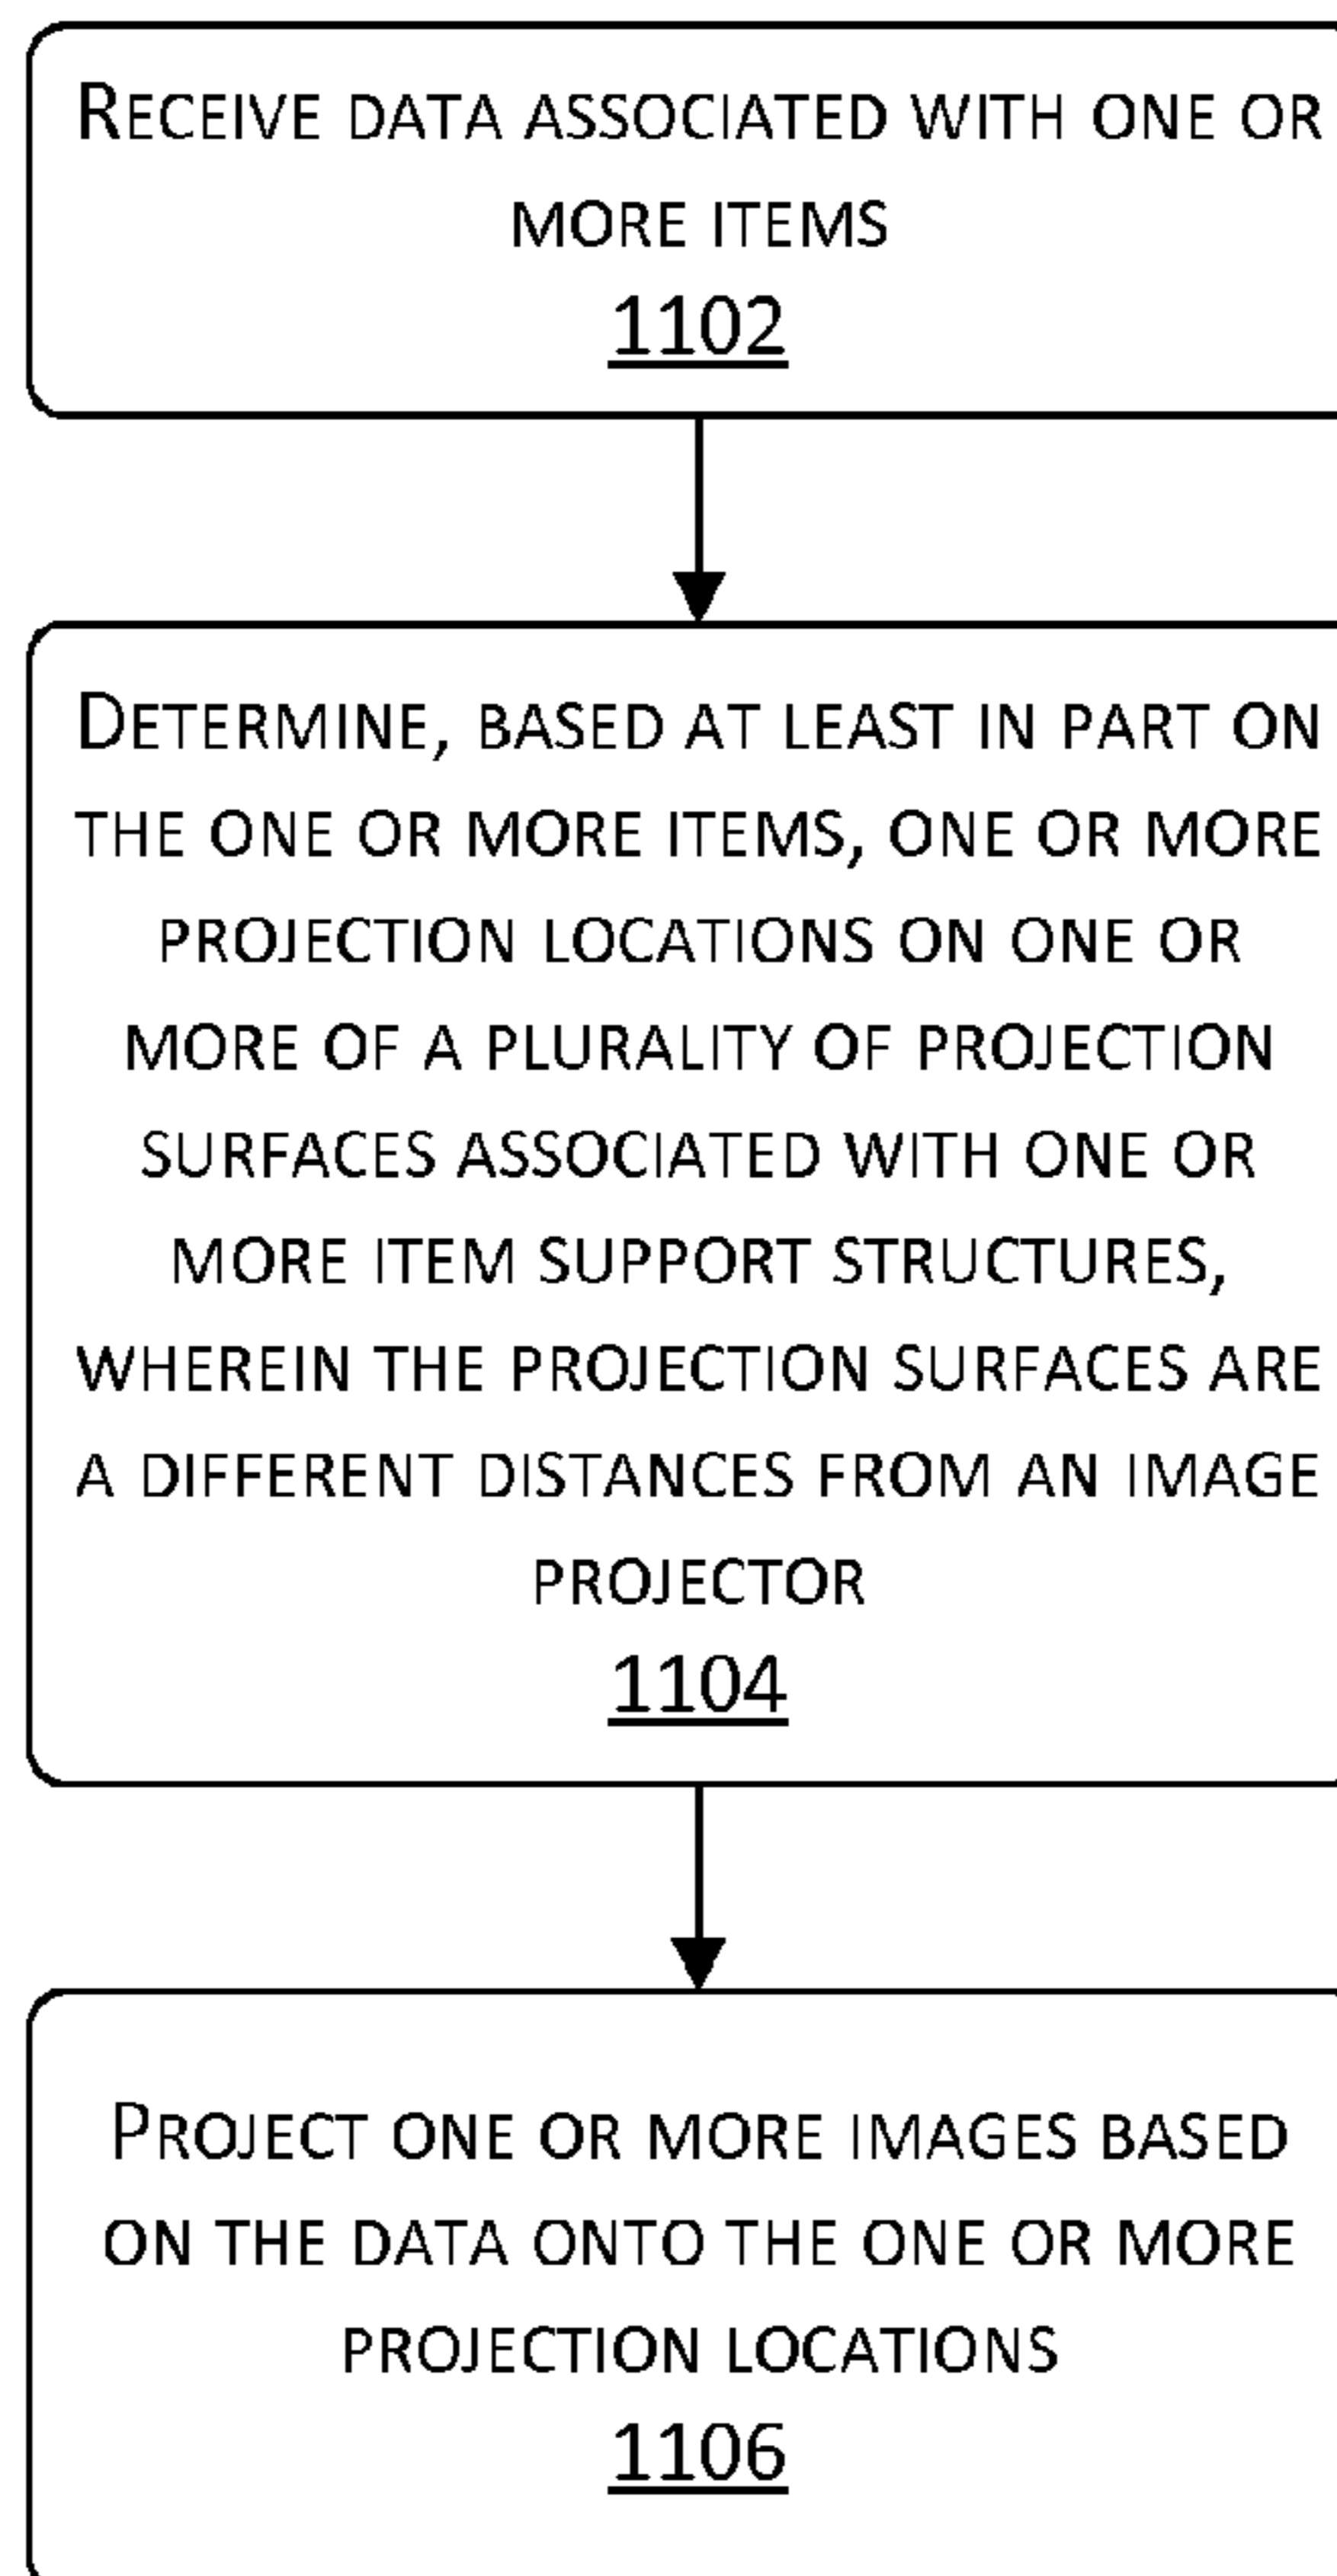 RECEIVE DATA ASSOCIATED WITH ONE OR
MORE ITEMS
1102
DETERMINE, BASED AT LEAST IN PART ON
THE ONE OR MORE ITEMS, ONE OR MORE
PROJECTION LOCATIONS ON ONE OR
MORE OF A PLURALITY OF PROJECTION
SURFACES ASSOCIATED WITH ONE OR
MORE ITEM SUPPORT STRUCTURES,
WHEREIN THE PROJECTION SURFACES ARE
A DIFFERENT DISTANCES FROM AN IMAGE
PROJECTOR
1104
PROJECT ONE OR MORE IMAGES BASED
ON THE DATA ONTO THE ONE OR MORE
PROJECTION LOCATIONS
1106